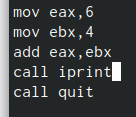 mov eax,6
mov ebx,4
add eax,ebx
call iprint
call quit